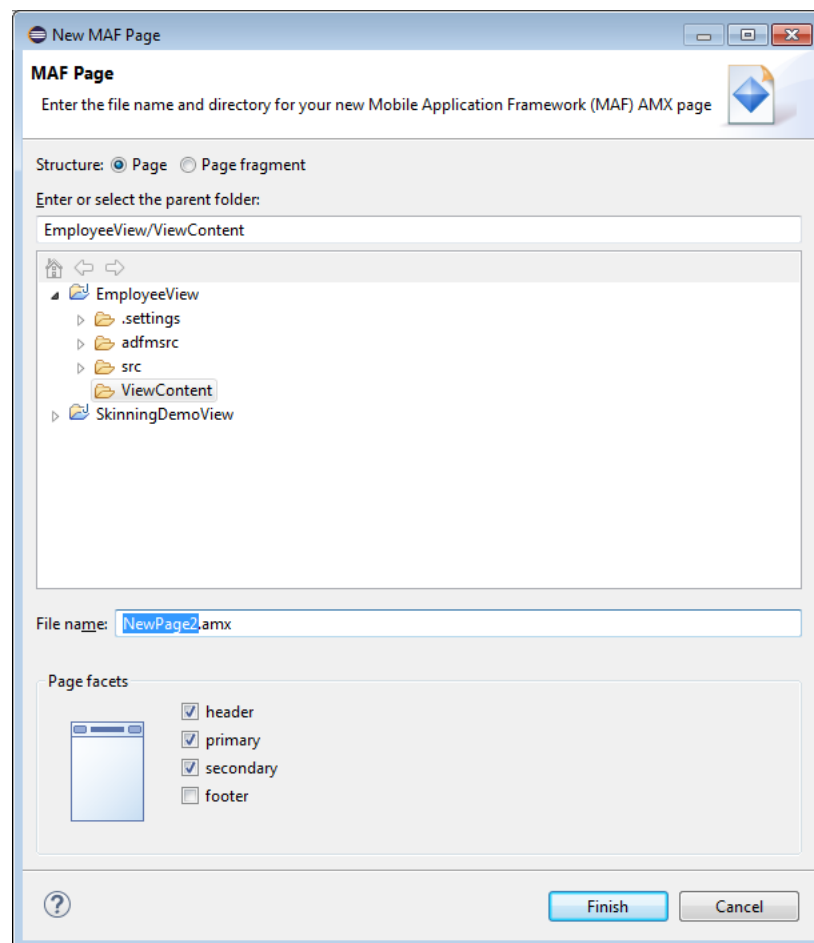 New MAF Page
MAF Page
Enter the file name and directory for your new Mobile Application Framework (MAF) AMX page
Structure: Page Page fragment
Enter or select the parent folder:
EmployeeView/ViewContent
EmployeeView
.settings
adfmsrc
src
ViewContent
SkinningDemoView
File name: NewPage2.amx
Page facets
header
primary
secondary
footer
? Finish Cancel